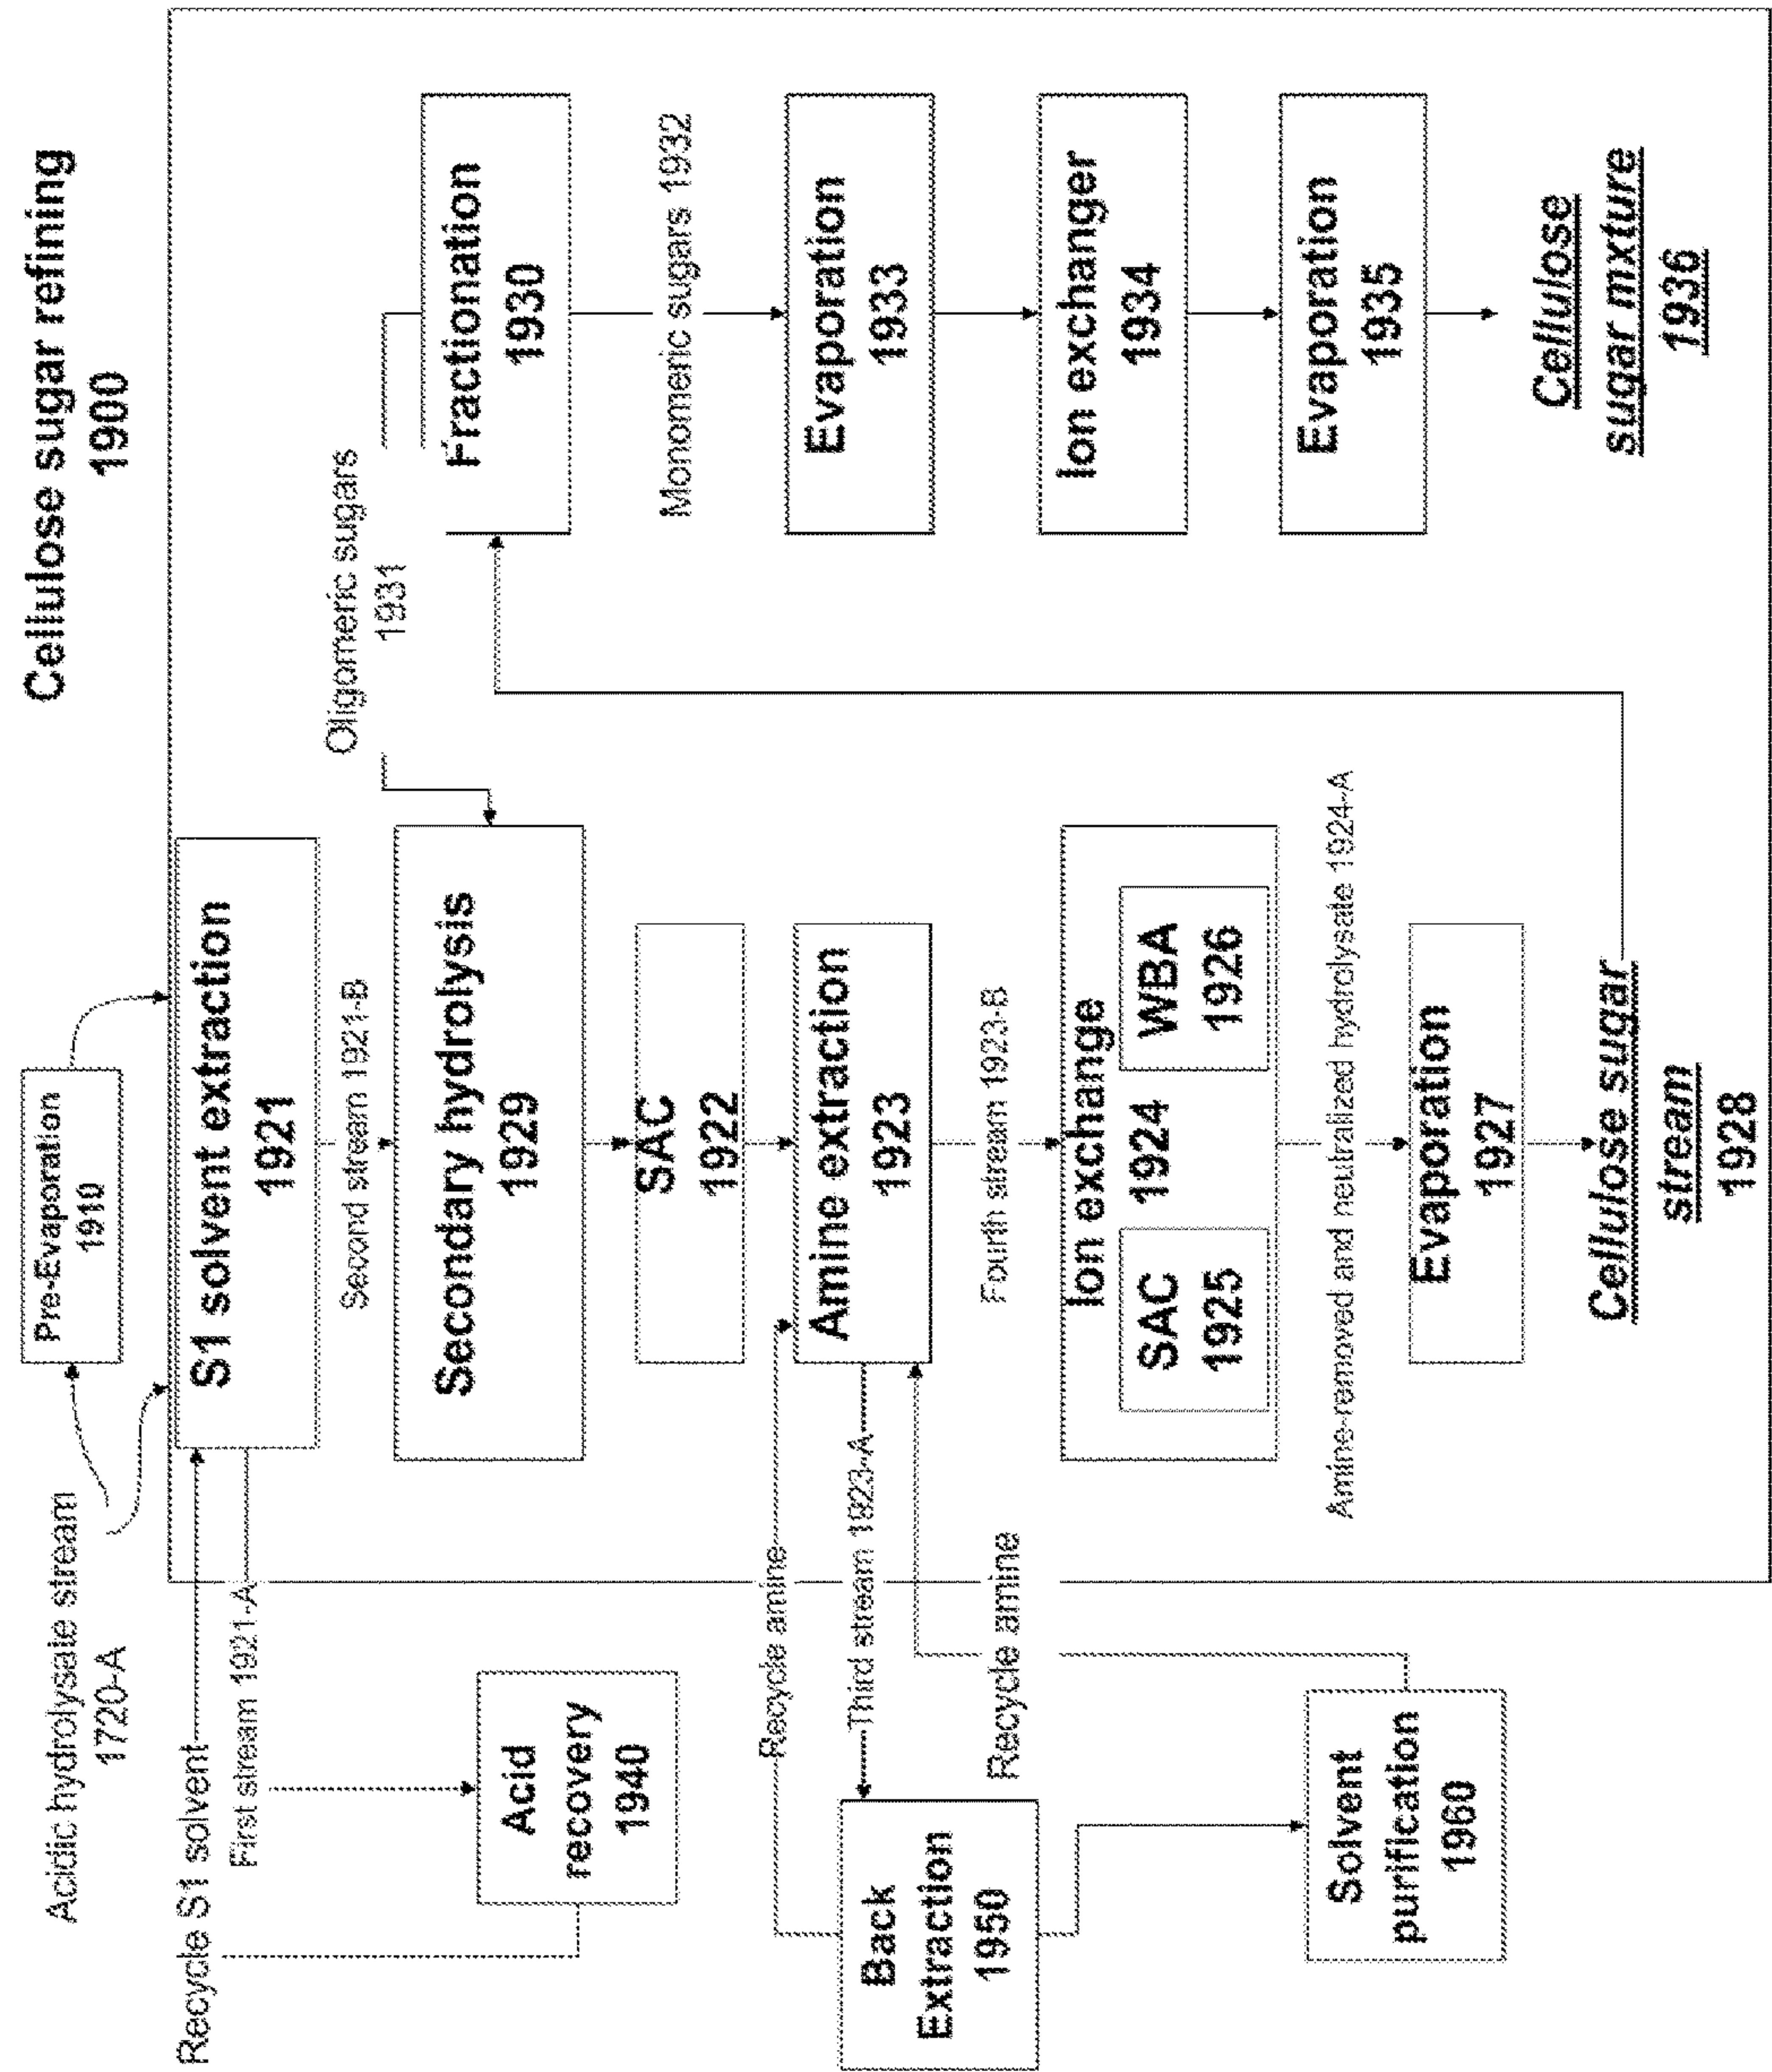 Cellulose sugar refining
1900
Acidic hydrolysate stream
1720-A
Pre-Evaporation
1910
Recycle S1 solvent
First stream 1921-A
S1 solvent extraction
1921
Second stream 1921-B
Acid
recovery
1940
Secondary hydrolysis
1929
Oligomeric sugars
1931
SAC
1922
Recycle amine
Third stream 1923-A
Amine extraction
1923
Back
Extraction
1950
Recycle amine
Fourth stream 1923-B
Ion exchange
1924
SAC
1925
WBA
1926
Solvent
purification
1960
Amine-removed and neutralized hydrolysate 1924-A
Evaporation
1927
Cellulose sugar
stream
1928
Fractionation
1930
Monomeric sugars 1932
Evaporation
1933
Ion exchanger
1934
Evaporation
1935
Cellulose
sugar mxture
1936